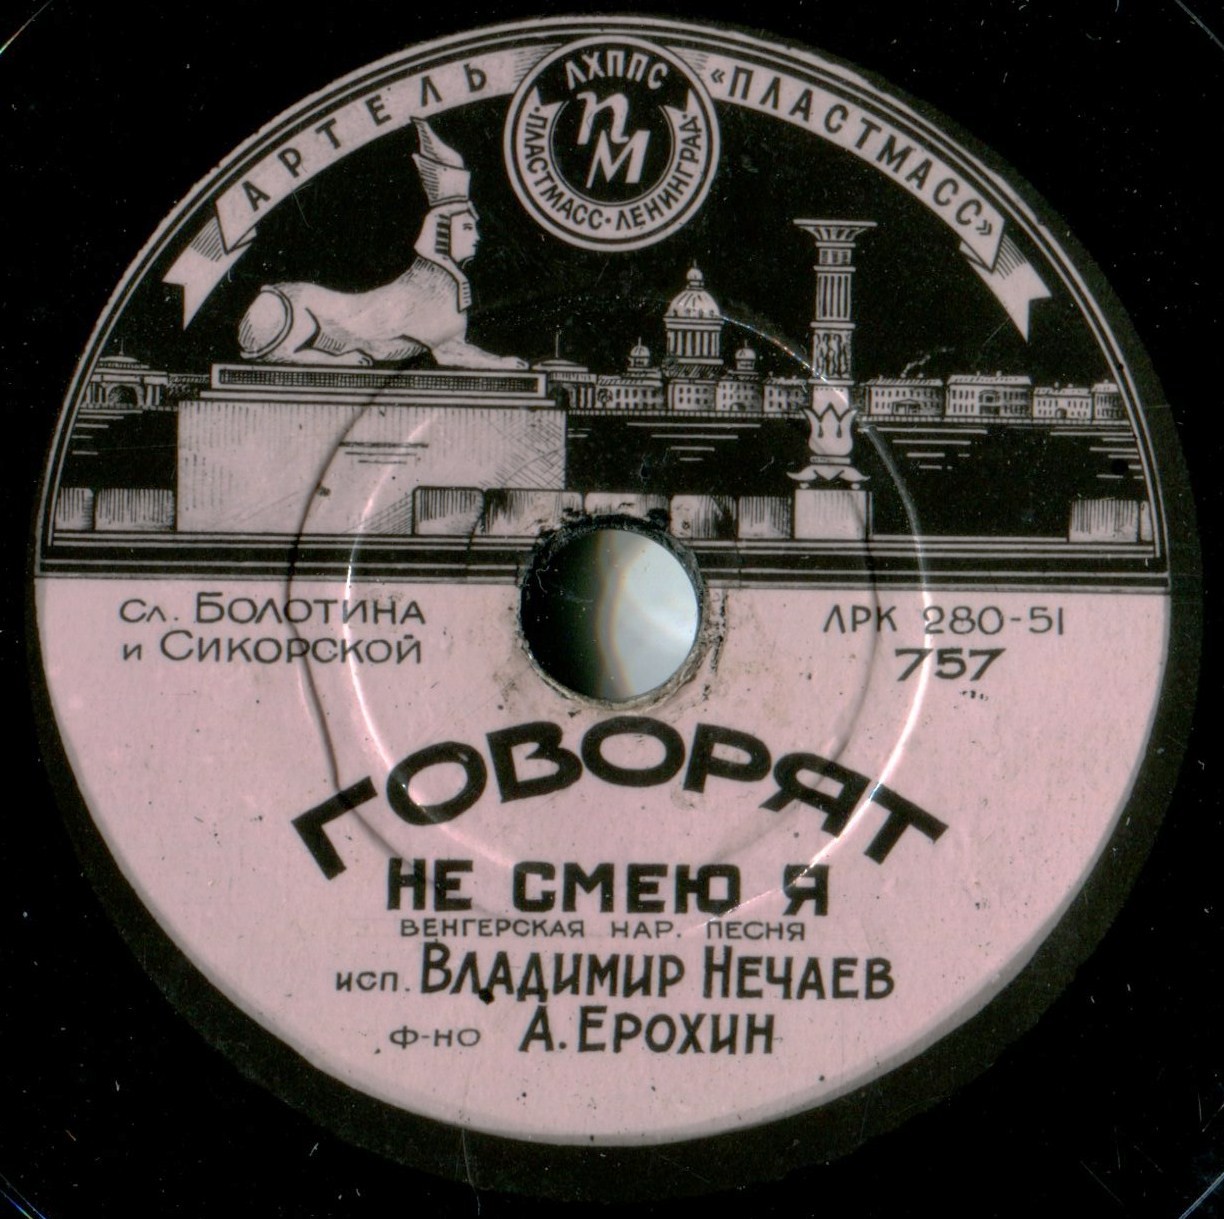 АРТЕЛЬ «ПЛАСТМАСС»
ЛХППС
ПМ
·ПЛАСТМАСС·ЛЕНИНГРАД·
Сл. БОЛОТИНА
и СИКОРСКОЙ
ЛРК 280-51
757
ГОВОРЯТ
НЕ СМЕЮ Я
ВЕНГЕРСКАЯ НАР. ПЕСНЯ
исп. ВЛАДИМИР НЕЧАЕВ
Ф-НО А. ЕРОХИН